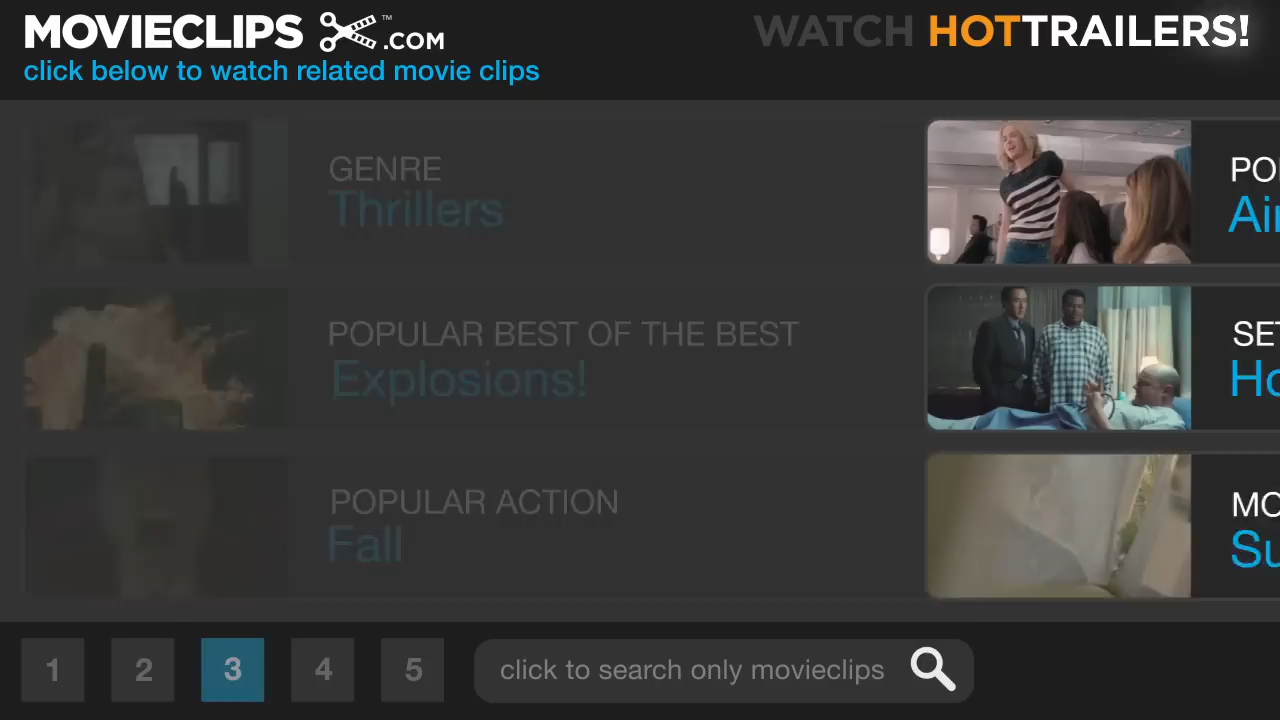 MOVIECLIPS™.COM
click below to watch related movie clips
WATCH HOTTRAILERS!
GENRE
Thrillers
POPULAR BEST OF THE BEST
Explosions!
POPULAR ACTION
Fall
PO
Ai
SE
Ho
MO
Su
1 2 3 4 5
click to search only movieclips